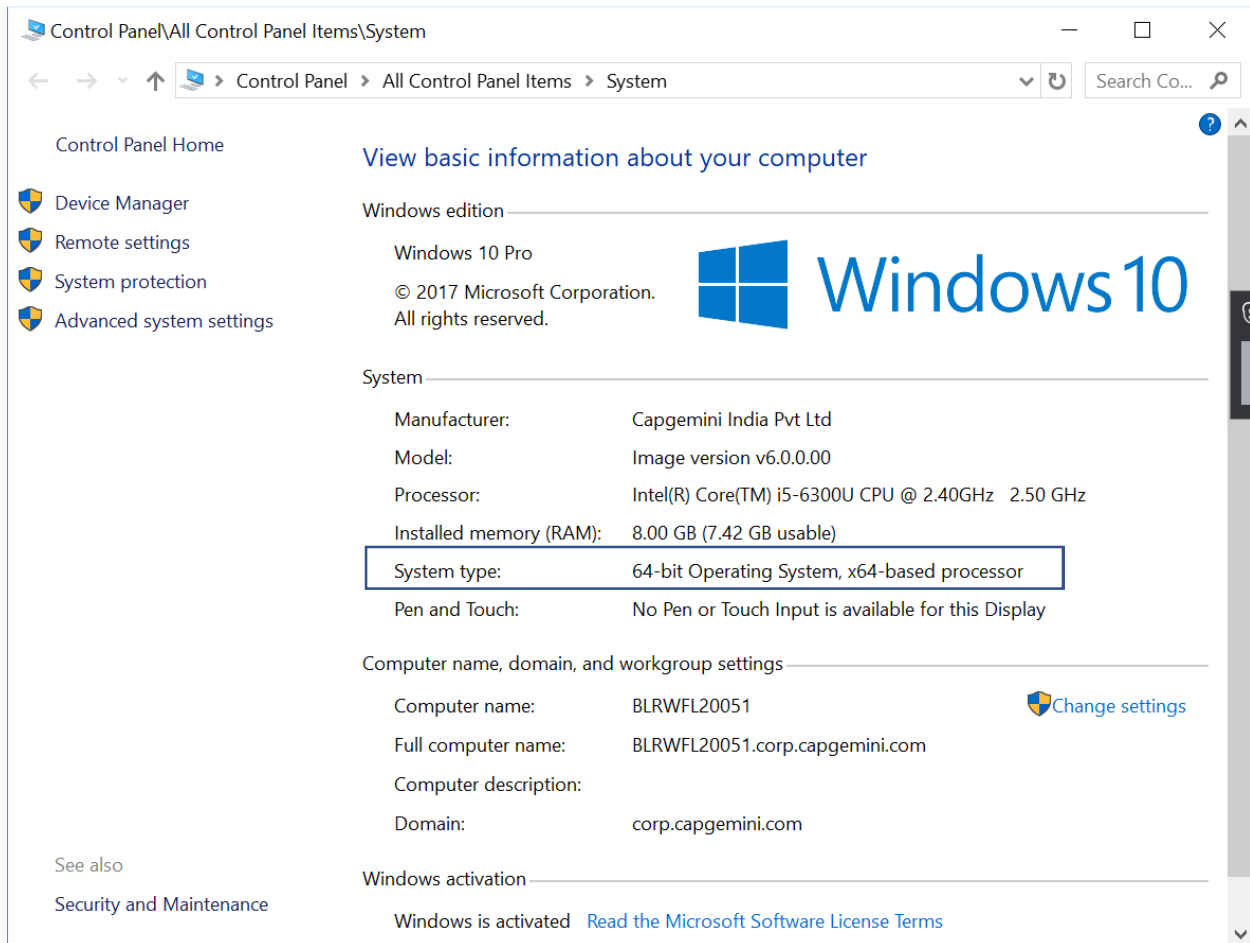 Control Panel\All Control Panel Items\System
Control Panel > All Control Panel Items > System
Search Co...
Control Panel Home
Device Manager
Remote settings
System protection
Advanced system settings
See also
Security and Maintenance
?
View basic information about your computer
Windows edition
Windows 10 Pro
© 2017 Microsoft Corporation.
All rights reserved.
Windows 10
System
Manufacturer: Capgemini India Pvt Ltd
Model: Image version v6.0.0.00
Processor: Intel(R) Core(TM) i5-6300U CPU @ 2.40GHz 2.50 GHz
Installed memory (RAM): 8.00 GB (7.42 GB usable)
System type: 64-bit Operating System, x64-based processor
Pen and Touch: No Pen or Touch Input is available for this Display
Computer name, domain, and workgroup settings
Computer name: BLRWFL20051
Change settings
Full computer name: BLRWFL20051.corp.capgemini.com
Computer description:
Domain: corp.capgemini.com
Windows activation
Windows is activated Read the Microsoft Software License Terms